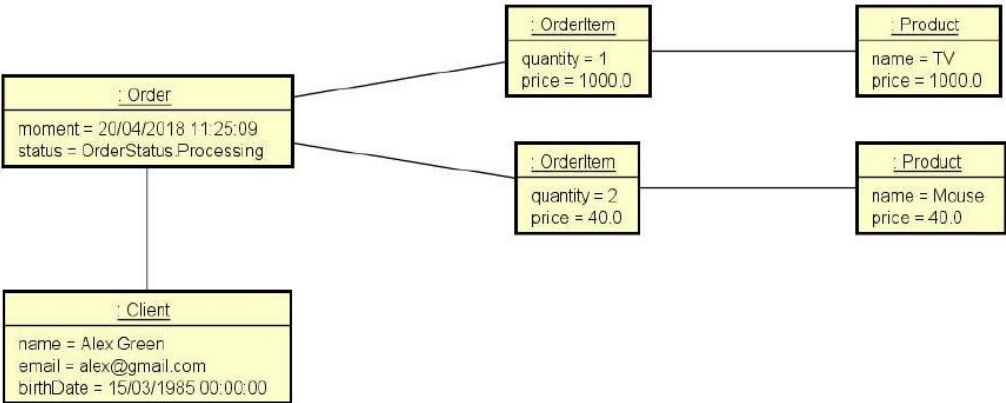 : OrderItem
quantity = 1
price = 1000.0
: Product
name = TV
price = 1000.0
: Order
moment = 20/04/2018 11:25:09
status = OrderStatus.Processing
: OrderItem
quantity = 2
price = 40.0
: Product
name = Mouse
price = 40.0
: Client
name = Alex Green
email = alex@gmail.com
birthDate = 15/03/1985 00:00:00